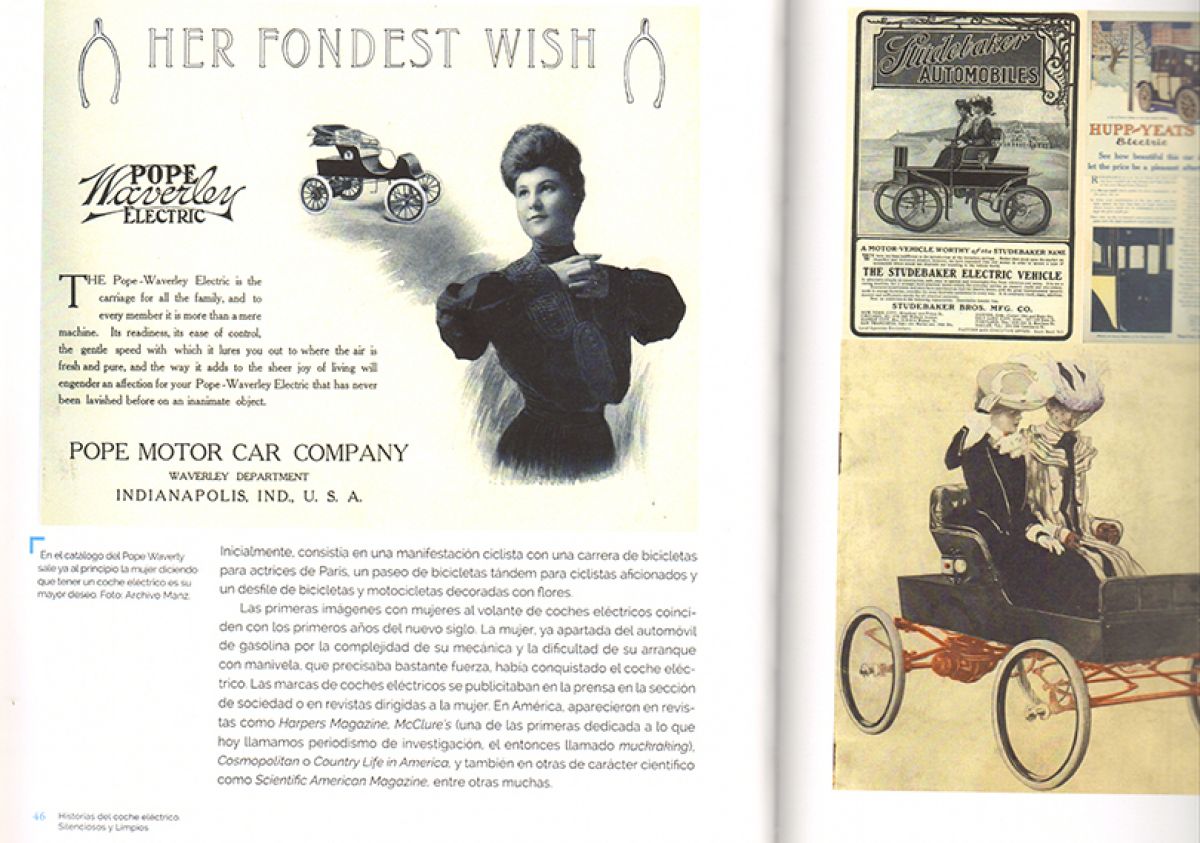 HER FONDEST WISH
POPE
Waverley
ELECTRIC
THE Pope-Waverley Electric is the
carriage for all the family, and to
every member it is more than a mere
machine. Its readiness, its ease of control,
the gentle speed with which it lures you out to where the air is
fresh and pure, and the way it adds to the sheer joy of living will
engender an affection for your Pope-Waverley Electric that has never
been lavished before on an inanimate object.
POPE MOTOR CAR COMPANY
WAVERLEY DEPARTMENT
INDIANAPOLIS, IND., U. S. A.
En el catálogo del Pope Waverly
sale ya al principio la mujer diciendo
que tener un coche eléctrico es su
mayor deseo. Foto: Archivo Manz.
Inicialmente, consistía en una manifestación ciclista con una carrera de bicicletas
para actrices de París, un paseo de bicicletas tándem para ciclistas aficionados y
un desfile de bicicletas y motocicletas decoradas con flores.
Las primeras imágenes con mujeres al volante de coches eléctricos coinci-
den con los primeros años del nuevo siglo. La mujer, ya apartada del automóvil
de gasolina por la complejidad de su mecánica y la dificultad de su arranque
con manivela, que precisaba bastante fuerza, había conquistado el coche eléc-
trico. Las marcas de coches eléctricos se publicitaban en la prensa en la sección
de sociedad o en revistas dirigidas a la mujer. En América, aparecieron en revis-
tas como Harpers Magazine, McClure's (una de las primeras dedicada a lo que
hoy llamamos periodismo de investigación, el entonces llamado muckraking),
Cosmopolitan o Country Life in America, y también en otras de carácter científico
como Scientific American Magazine, entre otras muchas.
46 Historias del coche eléctrico.
Silenciosos y Limpios
Studebaker
AUTOMOBILES
A MOTOR-VEHICLE WORTHY of the STUDEBAKER NAME
THE STUDEBAKER ELECTRIC VEHICLE
STUDEBAKER BROS. MFG. CO.
HUPP-YEATS
Electric
See how beautiful this car
let the price be a pleasant